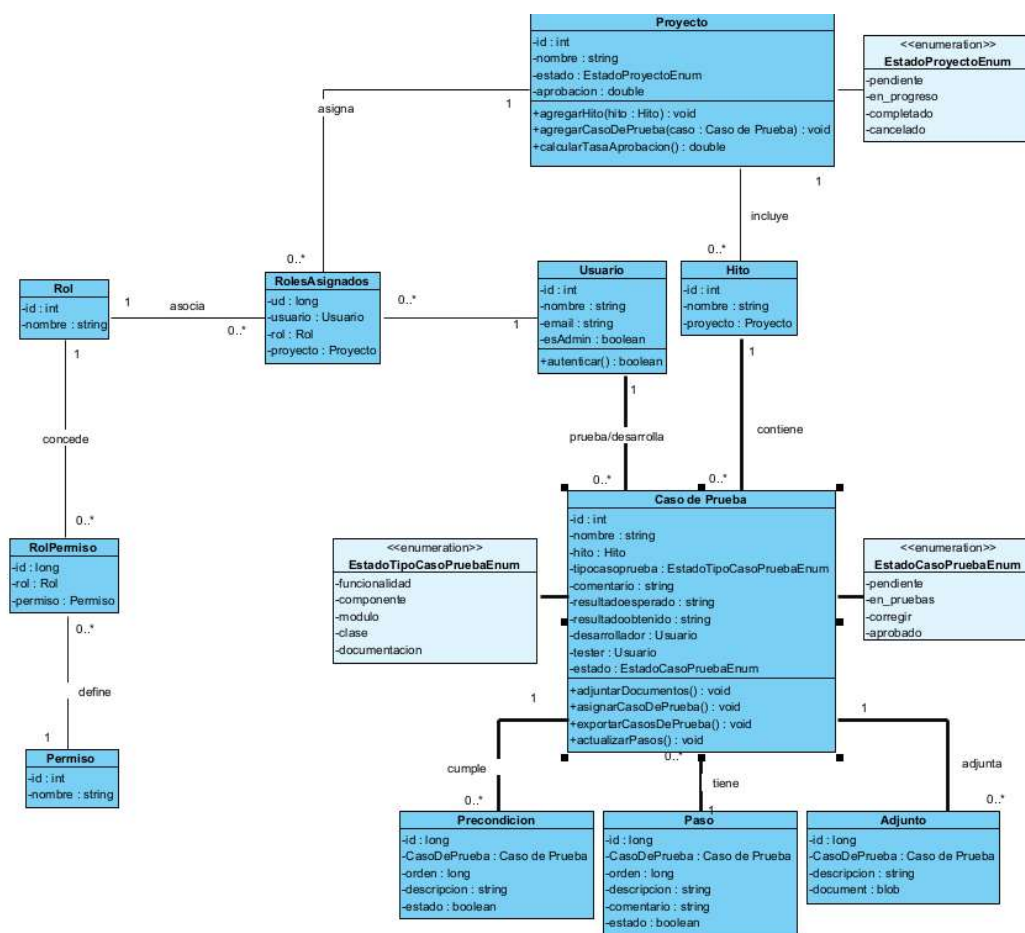 Proyecto
-id : int
-nombre : string
-estado : EstadoProyectoEnum
-aprobacion : double
+agregarHito(hito : Hito) : void
+agregarCasoDePrueba(caso : Caso de Prueba) : void
+calcularTasaAprobacion() : double
<<enumeration>>
EstadoProyectoEnum
-pendiente
-en_progreso
-completado
-cancelado
asigna
1
1
incluye
0..*
0..*
Rol
-id : int
-nombre : string
1
asocia
0..*
RolesAsignados
-ud : long
-usuario : Usuario
-rol : Rol
-proyecto : Proyecto
0..*
1
Usuario
-id : int
-nombre : string
-email : string
-esAdmin : boolean
+autenticar() : boolean
Hito
-id : int
-nombre : string
-proyecto : Proyecto
1
1
1
concede
prueba/desarrolla
contiene
0..*
0..*
0..*
RolPermiso
-id : long
-rol : Rol
-permiso : Permiso
0..*
define
1
Permiso
-id : int
-nombre : string
<<enumeration>>
EstadoTipoCasoPruebaEnum
-funcionalidad
-componente
-modulo
-clase
-documentacion
Caso de Prueba
-id : int
-nombre : string
-hito : Hito
-tipocasoprueba : EstadoTipoCasoPruebaEnum
-comentario : string
-resultadoesperado : string
-resultadoobtenido : string
-desarrollador : Usuario
-tester : Usuario
-estado : EstadoCasoPruebaEnum
+adjuntarDocumentos() : void
+asignarCasoDePrueba() : void
+exportarCasosDePrueba() : void
+actualizarPasos() : void
<<enumeration>>
EstadoCasoPruebaEnum
-pendiente
-en_pruebas
-corregir
-aprobado
1
1
0..*
cumple
tiene
adjunta
0..*
1
0..*
Precondicion
-id : long
-CasoDePrueba : Caso de Prueba
-orden : long
-descripcion : string
-estado : boolean
Paso
-id : long
-CasoDePrueba : Caso de Prueba
-orden : long
-descripcion : string
-comentario : string
-estado : boolean
Adjunto
-id : long
-CasoDePrueba : Caso de Prueba
-descripcion : string
-document : blob